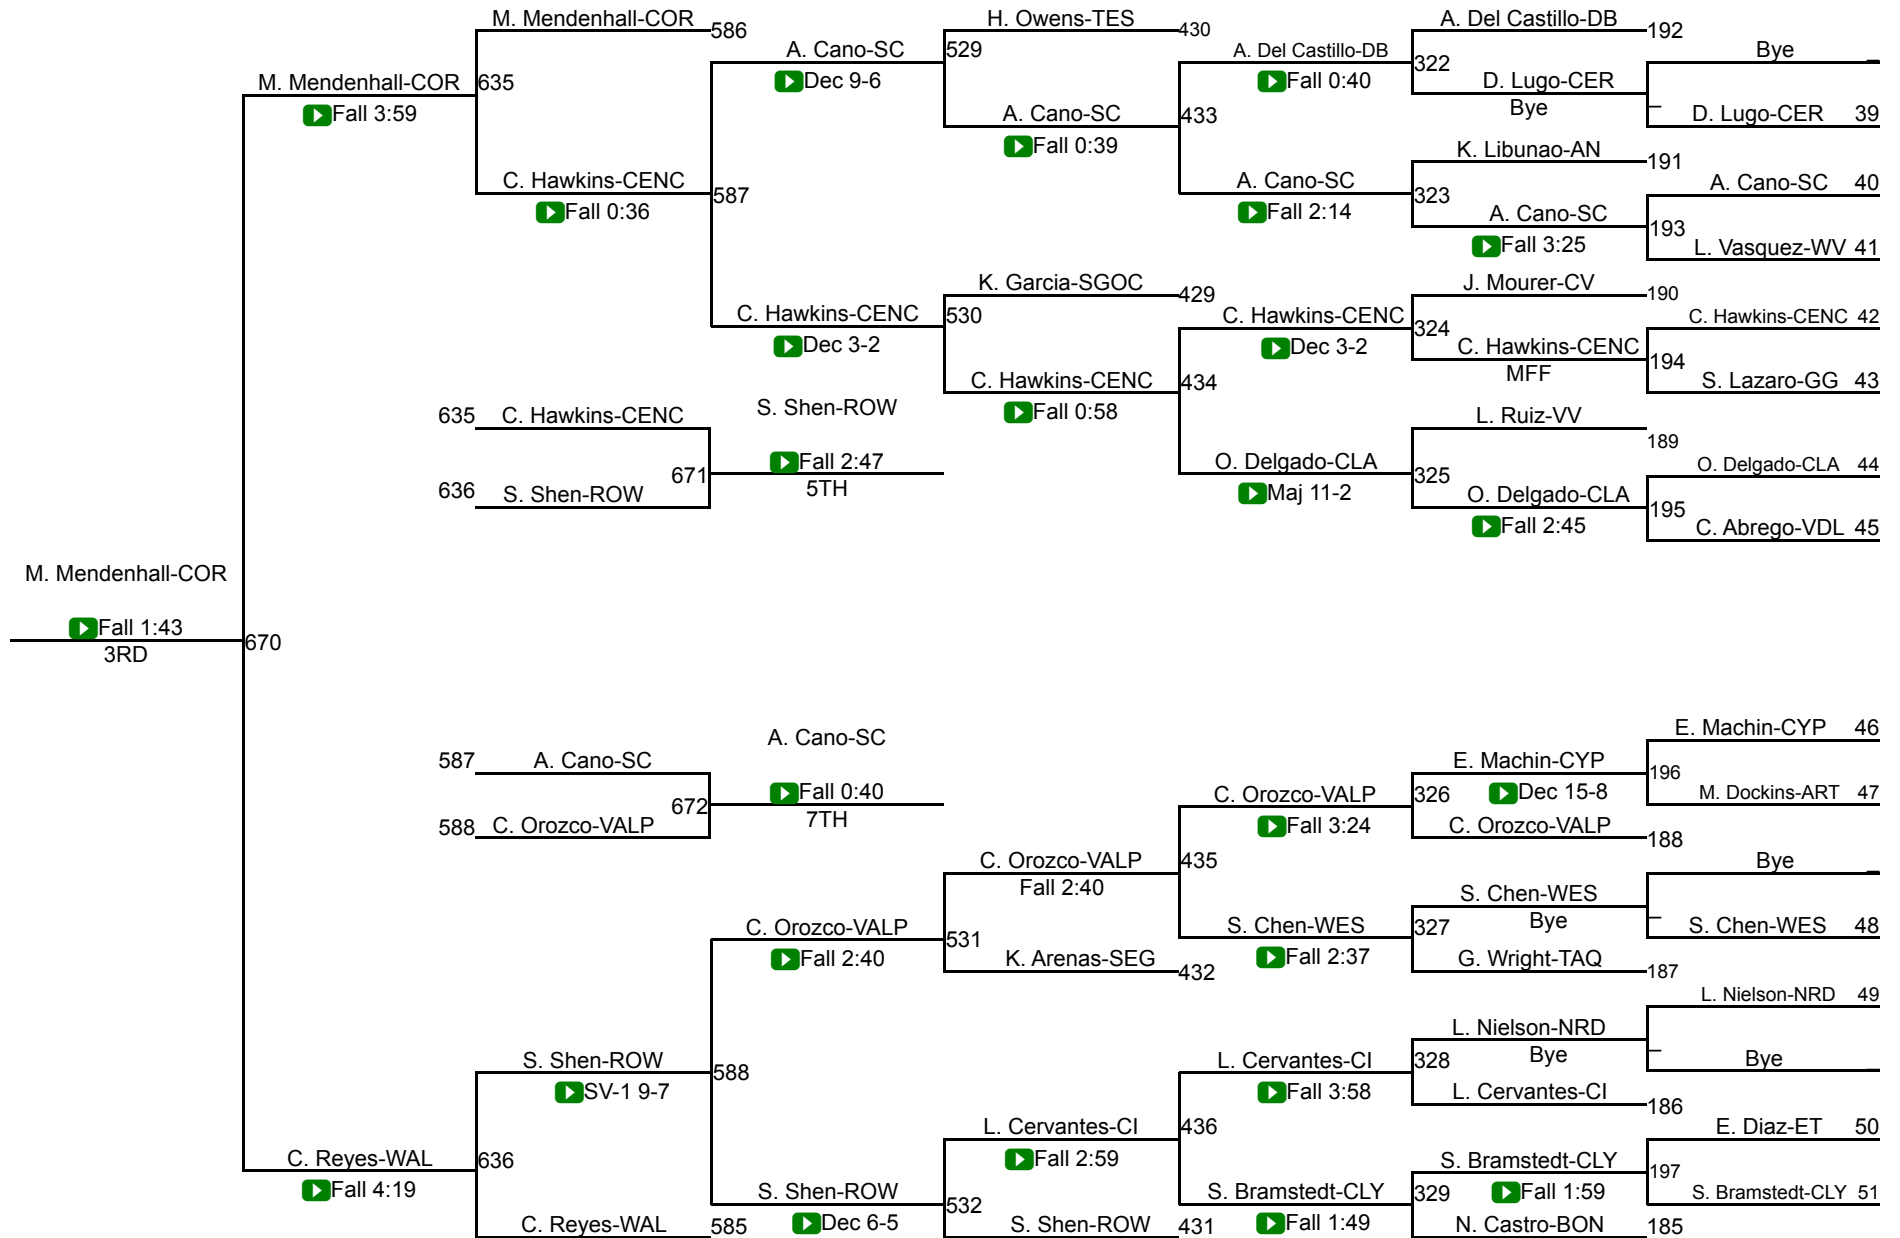 M. Mendenhall-COR
586
H. Owens-TES
430
A. Del Castillo-DB
192
A. Cano-SC
529
A. Del Castillo-DB
Bye
M. Mendenhall-COR
635
Dec 9-6
Fall 0:40
322
D. Lugo-CER
Fall 3:59
A. Cano-SC
433
Bye
D. Lugo-CER 39
Fall 0:39
K. Libunao-AN
191
C. Hawkins-CENC
587
A. Cano-SC
323
A. Cano-SC 40
Fall 0:36
Fall 2:14
A. Cano-SC
193
Fall 3:25
L. Vasquez-WV 41
K. Garcia-SGOC
429
J. Mourer-CV
190
C. Hawkins-CENC
530
C. Hawkins-CENC
324
C. Hawkins-CENC 42
Dec 3-2
Dec 3-2
C. Hawkins-CENC
194
C. Hawkins-CENC
434
MFF
S. Lazaro-GG 43
635
C. Hawkins-CENC
S. Shen-ROW
Fall 0:58
L. Ruiz-VV
189
671
Fall 2:47
O. Delgado-CLA
325
O. Delgado-CLA 44
636
S. Shen-ROW
5TH
Maj 11-2
O. Delgado-CLA
195
Fall 2:45
C. Abrego-VDL 45
M. Mendenhall-COR
Fall 1:43
670
3RD
587
A. Cano-SC
A. Cano-SC
E. Machin-CYP
E. Machin-CYP 46
196
672
Fall 0:40
C. Orozco-VALP
326
Dec 15-8
M. Dockins-ART 47
588
C. Orozco-VALP
7TH
Fall 3:24
C. Orozco-VALP
188
C. Orozco-VALP
435
Bye
Fall 2:40
S. Chen-WES
C. Orozco-VALP
531
S. Chen-WES
327
Bye
S. Chen-WES 48
Fall 2:40
K. Arenas-SEG
432
Fall 2:37
G. Wright-TAQ
187
L. Nielson-NRD 49
S. Shen-ROW
588
L. Cervantes-CI
328
L. Nielson-NRD
Bye
Bye
SV-1 9-7
Fall 3:58
L. Cervantes-CI
186
L. Cervantes-CI
436
E. Diaz-ET 50
C. Reyes-WAL
636
Fall 2:59
S. Bramstedt-CLY
197
Fall 4:19
S. Shen-ROW
532
S. Bramstedt-CLY
329
Fall 1:59
S. Bramstedt-CLY 51
C. Reyes-WAL
585
Dec 6-5
S. Shen-ROW
431
Fall 1:49
N. Castro-BON
185